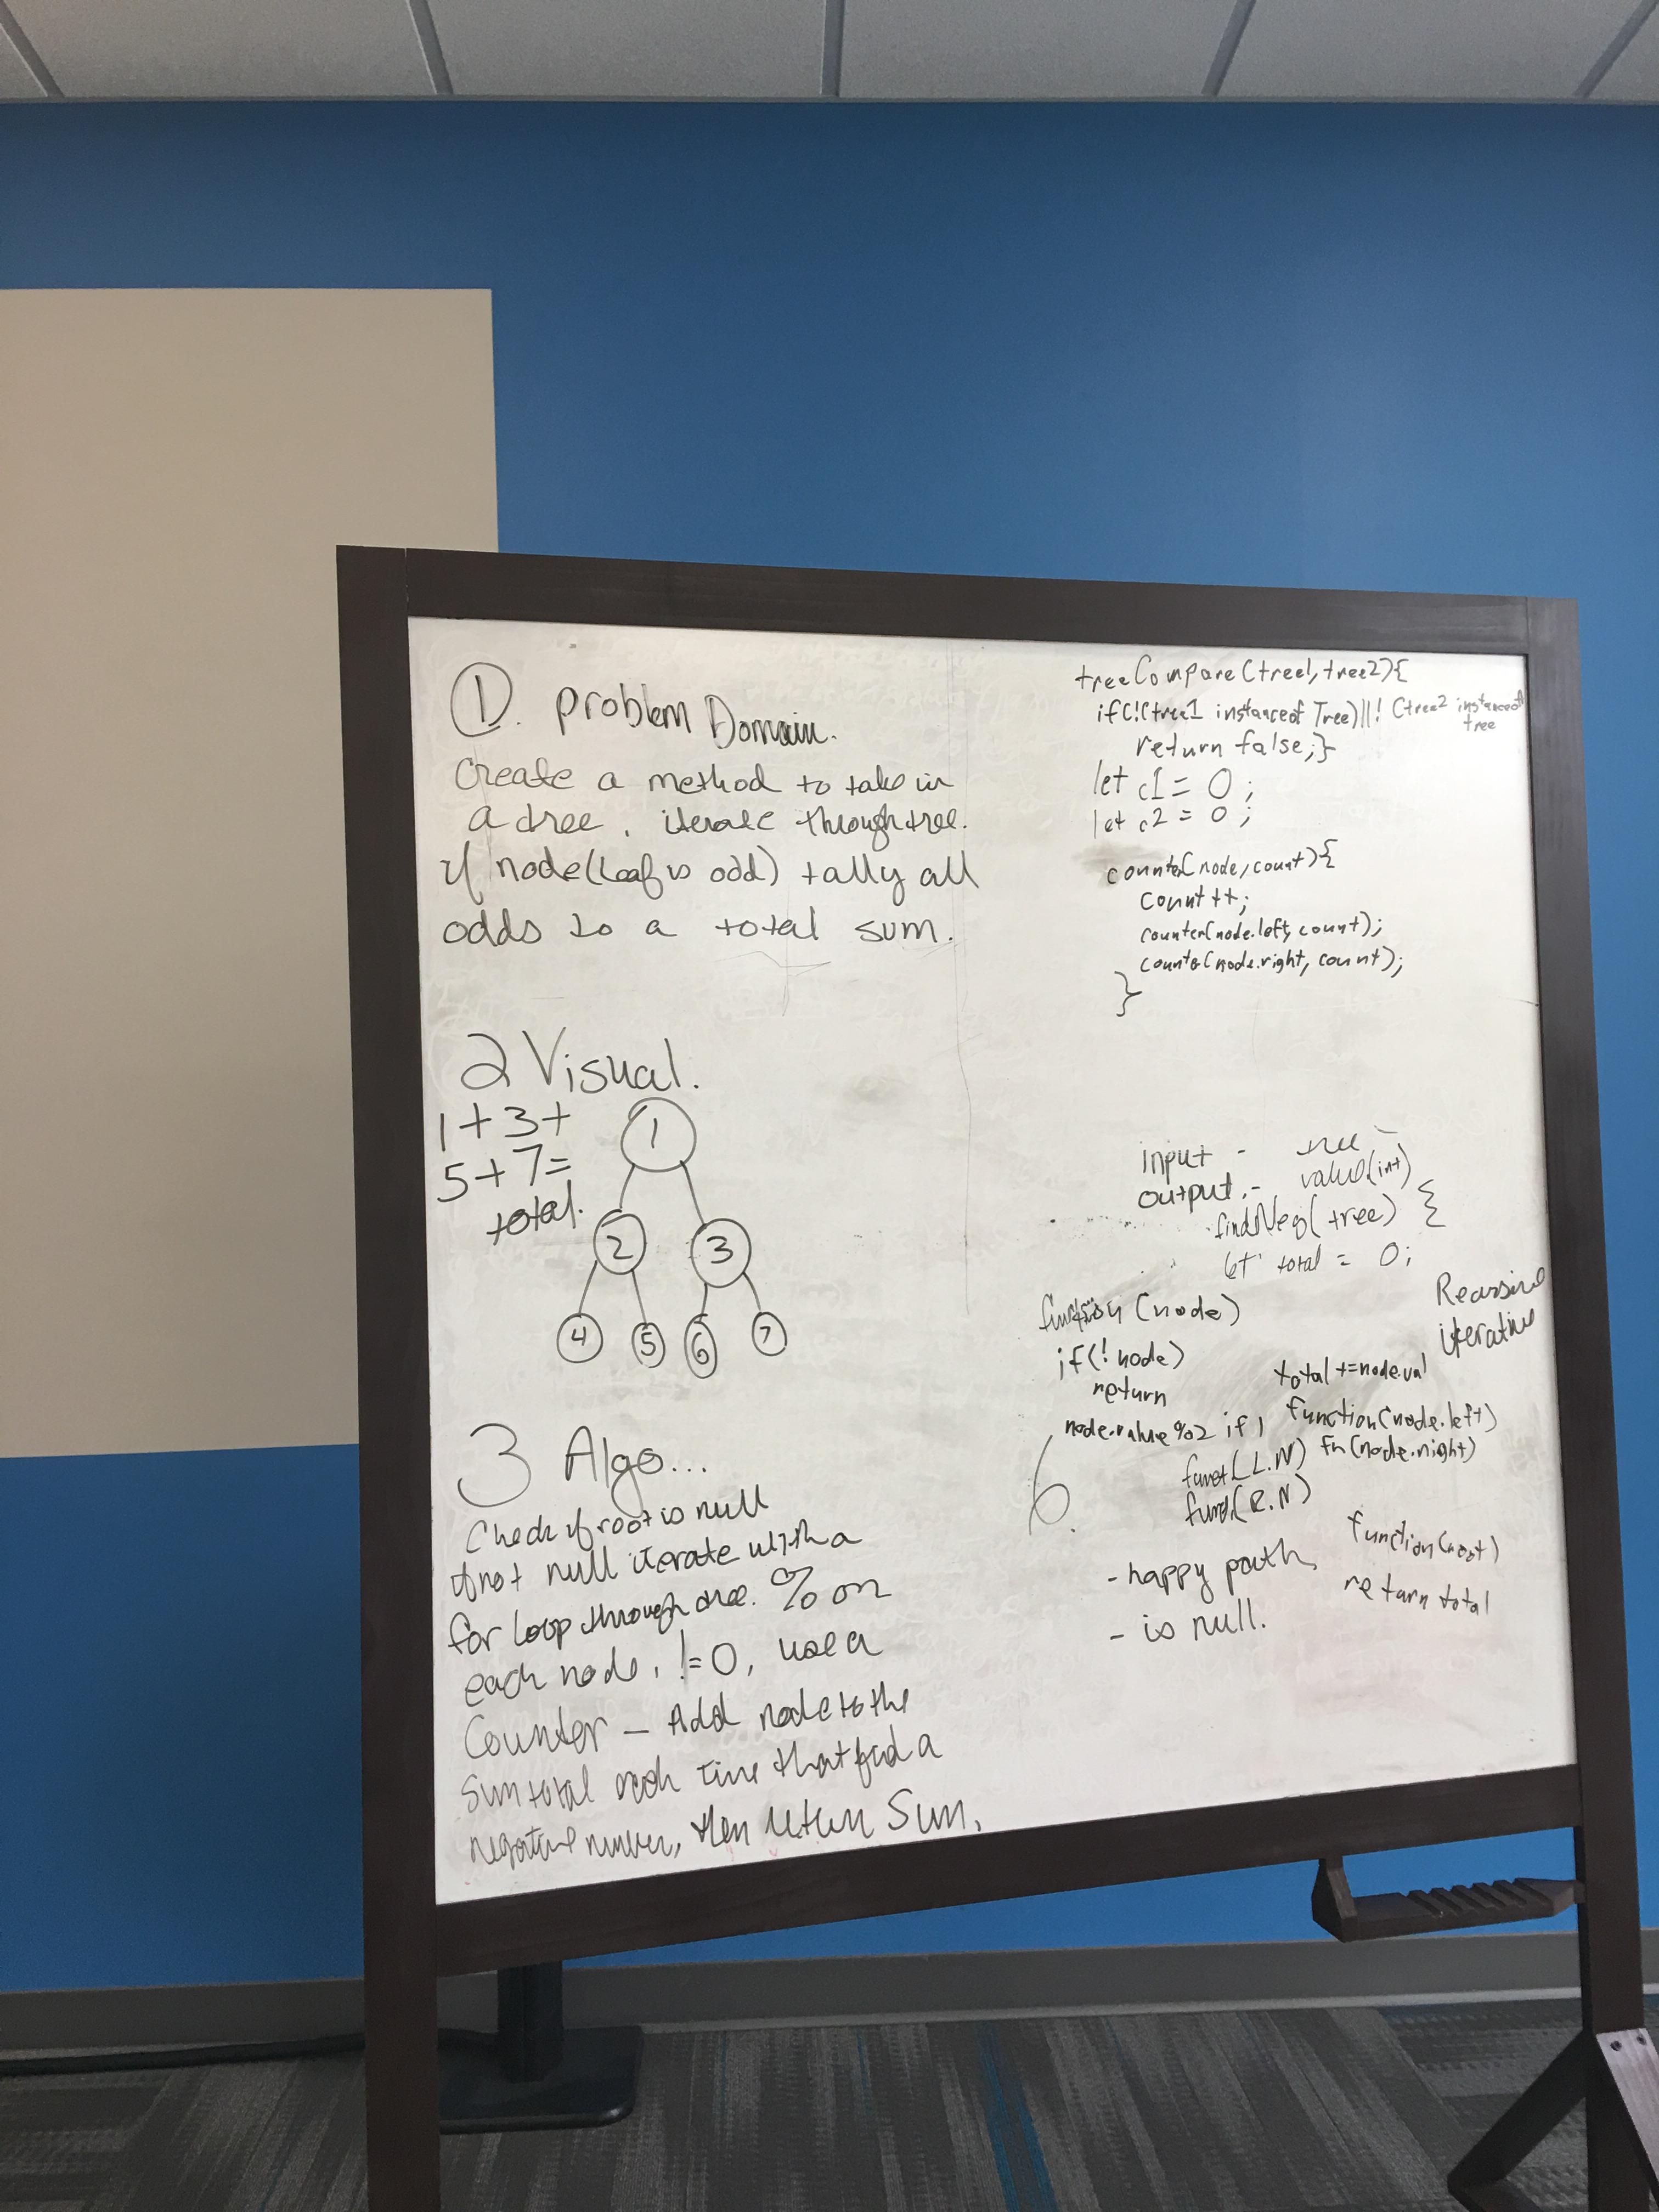 1. problem Domain.
Create a method to take in
a tree, iterate through tree.
if node (leaf is odd) tally all
odds to a total sum.
2 Visual.
1 + 3 +
5 + 7 =
total.
1
2 3
4 5 6 7
3 Algo...
Check if root is null
if not null iterate with a
for loop through tree. % on
each node. != 0, use a
Counter - Add node to the
Sum total each time that find a
negative number, then return Sum,
treeCompare(tree1, tree2){
if(!(tree1 instanceof Tree)||!(tree2 instanceof
tree
return false;}
let c1 = 0;
let c2 = 0;
counter(node, count){
count++;
counter(node.left, count);
counter(node.right, count);
}
input - tree
output: - value(int)
findNeg(tree) {
let total = 0;
function(node)
if(!node)
return
Recursive
iterative
total += node.val
node.value % 2 if 1
function(node.left)
funct(L.N) fn(node.right)
funct(R.N)
6.
- happy path,
- is null.
function(root)
return total